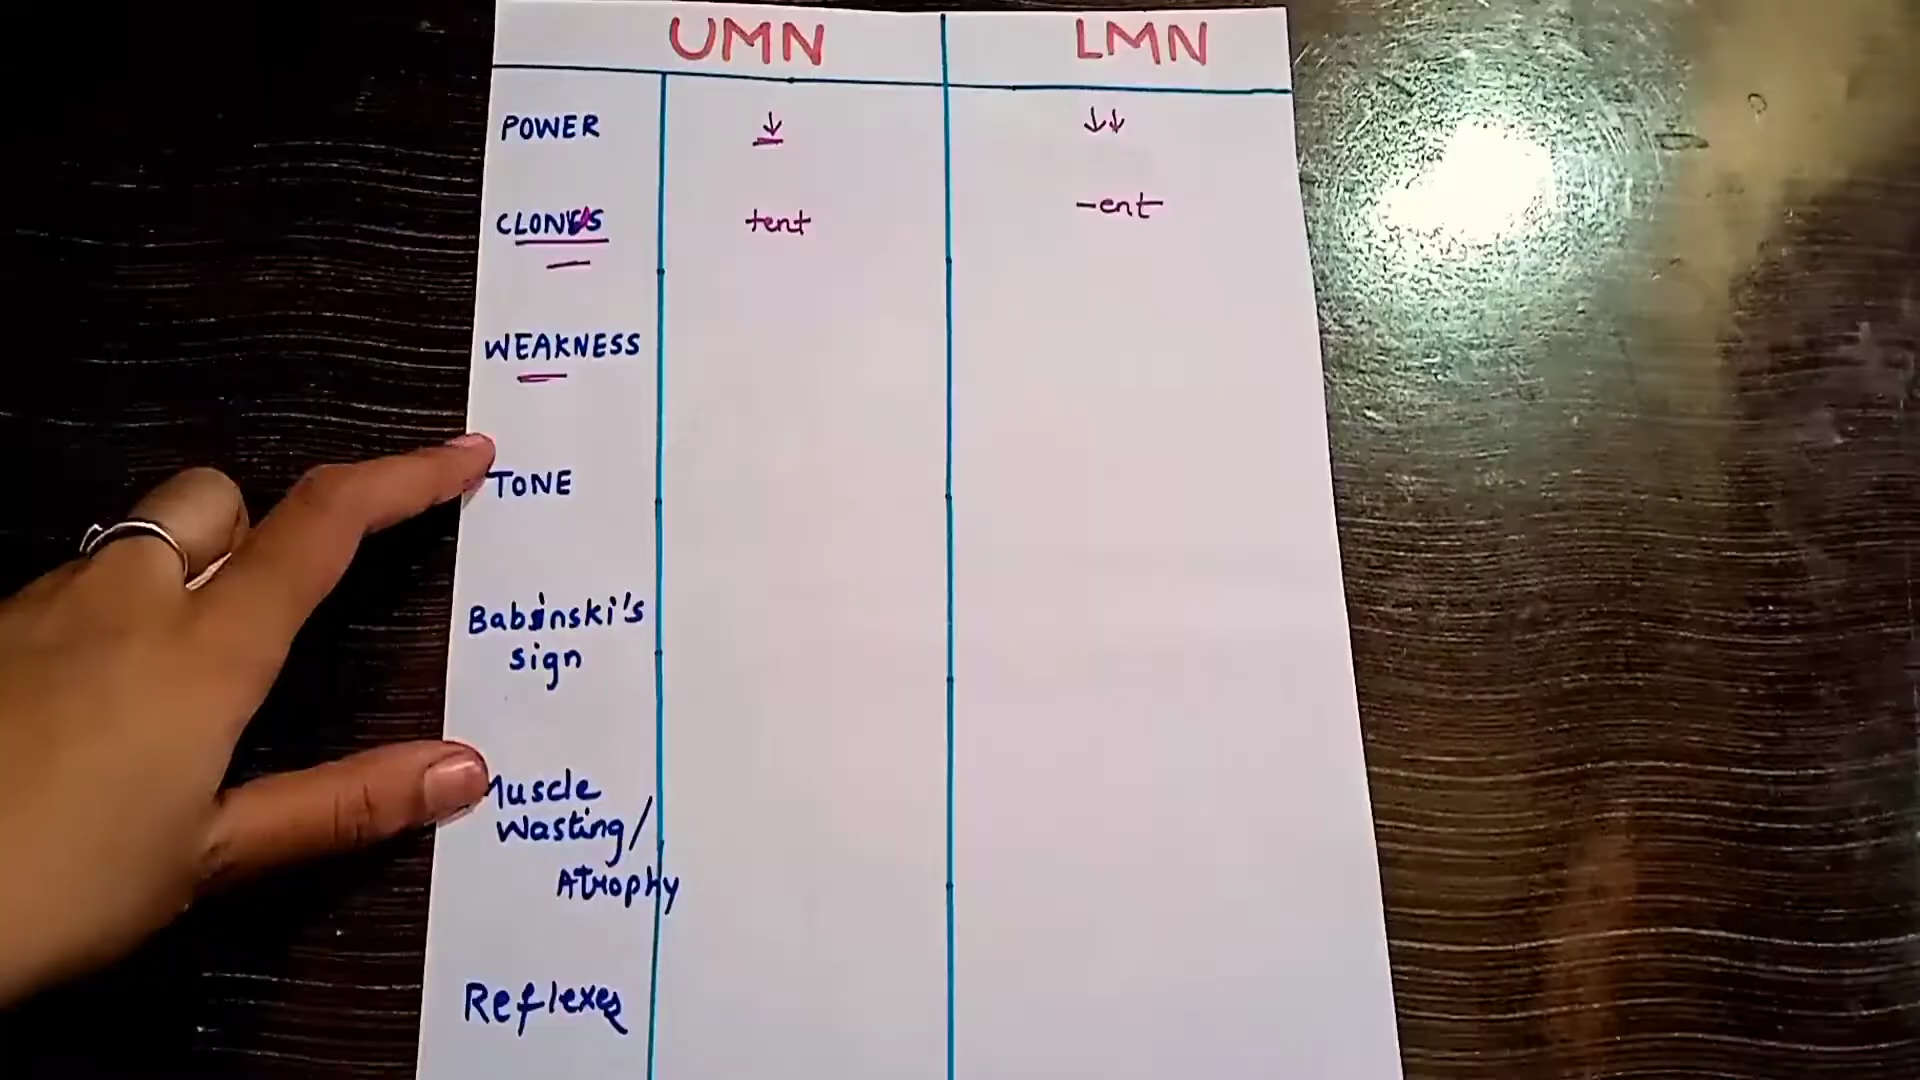 UMN LMN
POWER ↓ ↓↓
CLONUS +ent -ent
WEAKNESS
TONE
Babinski's
sign
Muscle
Wasting/
Atrophy
Reflexes